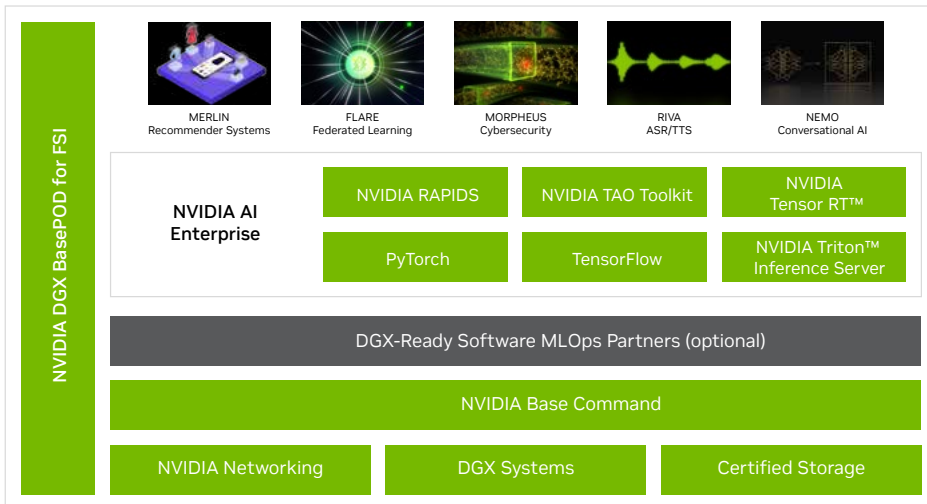 NVIDIA DGX BasePOD for FSI
MERLIN
Recommender Systems
FLARE
Federated Learning
MORPHEUS
Cybersecurity
RIVA
ASR/TTS
NEMO
Conversational AI
NVIDIA AI
Enterprise
NVIDIA RAPIDS
NVIDIA TAO Toolkit
NVIDIA
Tensor RT™
PyTorch
TensorFlow
NVIDIA Triton™
Inference Server
DGX-Ready Software MLOps Partners (optional)
NVIDIA Base Command
NVIDIA Networking
DGX Systems
Certified Storage